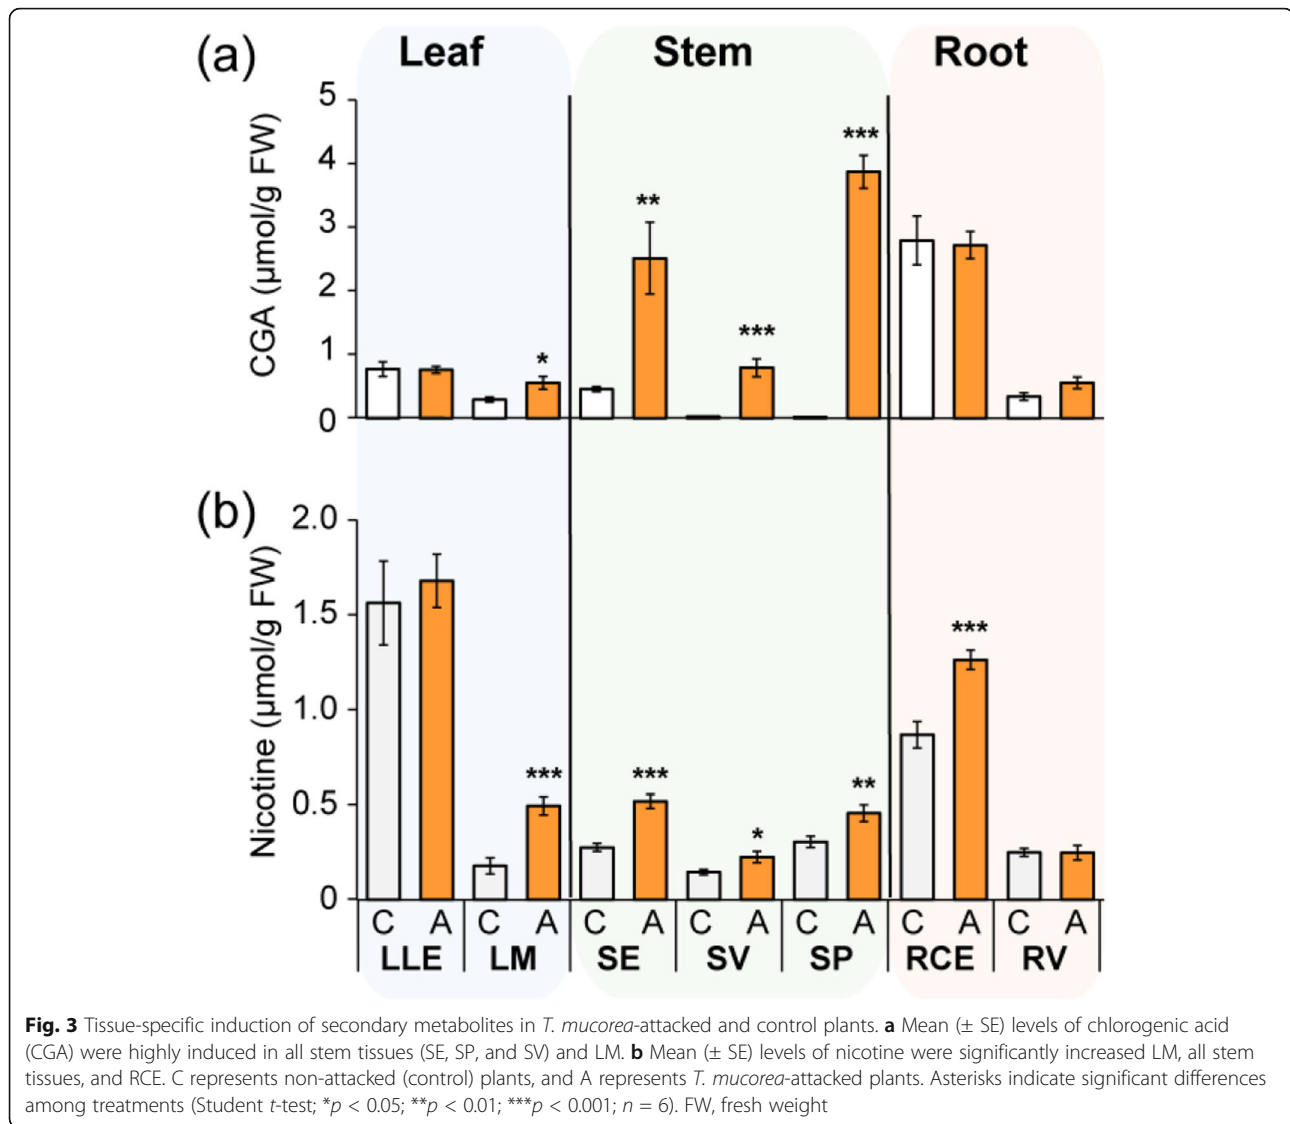 (a)
Leaf Stem Root
CGA (μmol/g FW)
5
4
3
2
1
0
* ** *** *** 
(b)
Nicotine (μmol/g FW)
2.0
1.5
1.0
0.5
0
*** *** * ** ***
C A C A C A C A C A C A C A
LLE LM SE SV SP RCE RV
Fig. 3 Tissue-specific induction of secondary metabolites in T. mucorea-attacked and control plants. a Mean (± SE) levels of chlorogenic acid
(CGA) were highly induced in all stem tissues (SE, SP, and SV) and LM. b Mean (± SE) levels of nicotine were significantly increased LM, all stem
tissues, and RCE. C represents non-attacked (control) plants, and A represents T. mucorea-attacked plants. Asterisks indicate significant differences
among treatments (Student t-test; *p < 0.05; **p < 0.01; ***p < 0.001; n = 6). FW, fresh weight